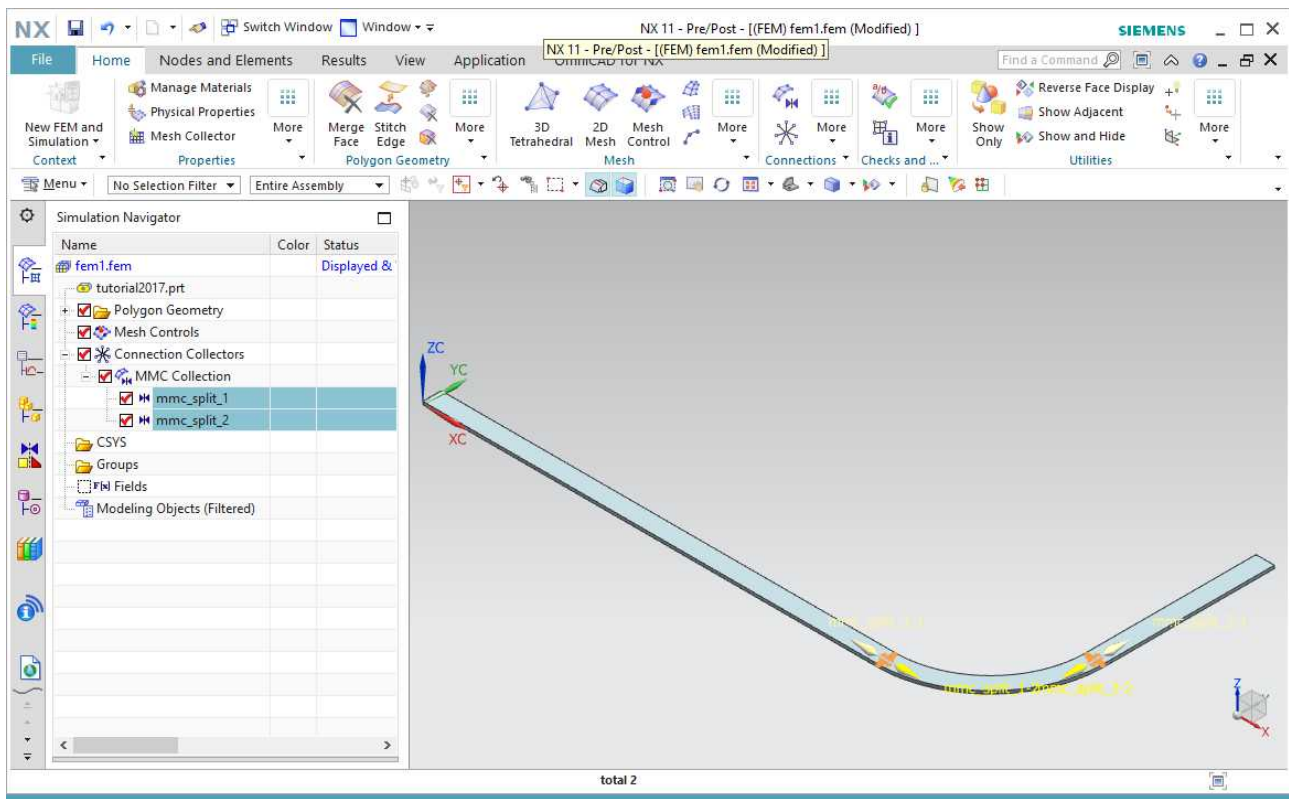 NX Switch Window Window NX 11 - Pre/Post - [(FEM) fem1.fem (Modified) ] SIEMENS
NX 11 - Pre/Post - [(FEM) fem1.fem (Modified) ]
File Home Nodes and Elements Results View Application Find a Command
Manage Materials
Physical Properties
Mesh Collector
New FEM and
Simulation
More
Merge Face
Stitch Edge
More
3D Tetrahedral
2D Mesh
Mesh Control
More
More
More
Show Only
Reverse Face Display
Show Adjacent
Show and Hide
More
Context Properties Polygon Geometry Mesh Connections Checks and ... Utilities
Menu No Selection Filter Entire Assembly
Simulation Navigator
Name Color Status
fem1.fem Displayed &
tutorial2017.prt
Polygon Geometry
Mesh Controls
Connection Collectors
MMC Collection
mmc_split_1
mmc_split_2
CSYS
Groups
F(x) Fields
Modeling Objects (Filtered)
ZC
YC
XC
Z
X
total 2